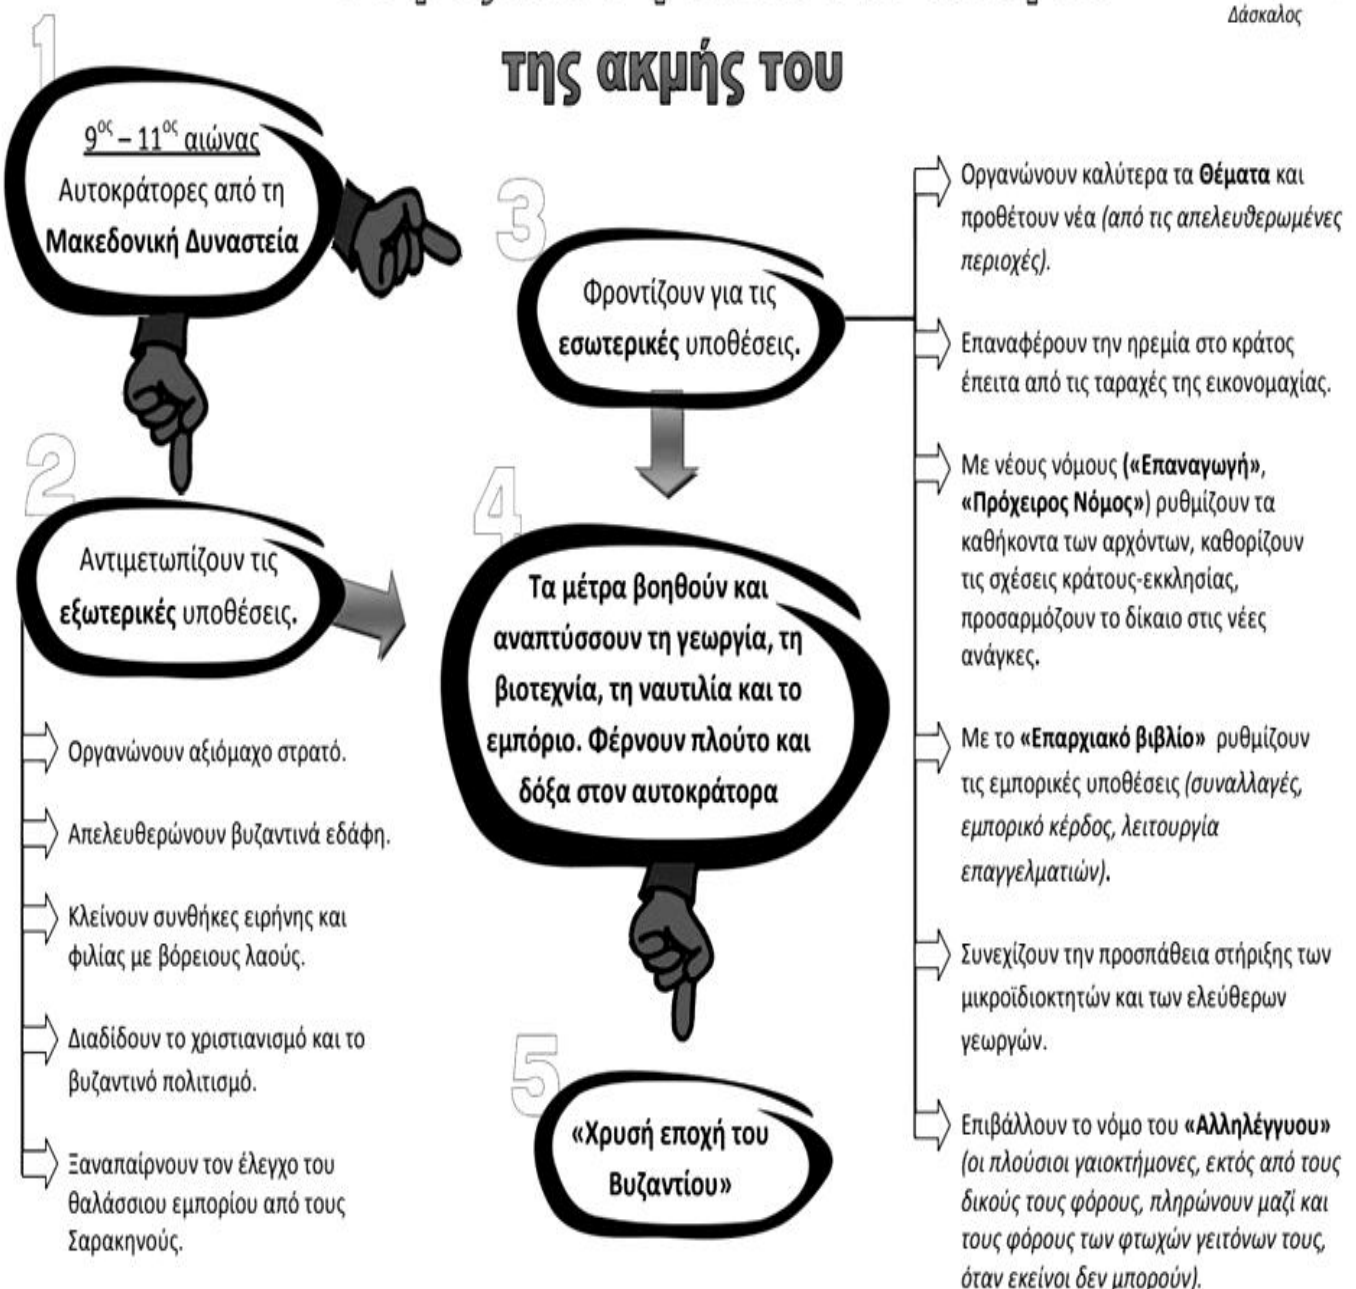 Δάσκαλος
της ακμής του
1
9ος – 11ος αιώνας
Αυτοκράτορες από τη
Μακεδονική Δυναστεία
2
Αντιμετωπίζουν τις
εξωτερικές υποθέσεις.
Οργανώνουν αξιόμαχο στρατό.
Απελευθερώνουν βυζαντινά εδάφη.
Κλείνουν συνθήκες ειρήνης και
φιλίας με βόρειους λαούς.
Διαδίδουν το χριστιανισμό και το
βυζαντινό πολιτισμό.
Ξαναπαίρνουν τον έλεγχο του
θαλάσσιου εμπορίου από τους
Σαρακηνούς.
3
Φροντίζουν για τις
εσωτερικές υποθέσεις.
Οργανώνουν καλύτερα τα Θέματα και
προθέτουν νέα (από τις απελευθερωμένες
περιοχές).
Επαναφέρουν την ηρεμία στο κράτος
έπειτα από τις ταραχές της εικονομαχίας.
Με νέους νόμους («Επαναγωγή»,
«Πρόχειρος Νόμος») ρυθμίζουν τα
καθήκοντα των αρχόντων, καθορίζουν
τις σχέσεις κράτους-εκκλησίας,
προσαρμόζουν το δίκαιο στις νέες
ανάγκες.
Με το «Επαρχιακό βιβλίο» ρυθμίζουν
τις εμπορικές υποθέσεις (συναλλαγές,
εμπορικό κέρδος, λειτουργία
επαγγελματιών).
Συνεχίζουν την προσπάθεια στήριξης των
μικροϊδιοκτητών και των ελεύθερων
γεωργών.
Επιβάλλουν το νόμο του «Αλληλέγγυου»
(οι πλούσιοι γαιοκτήμονες, εκτός από τους
δικούς τους φόρους, πληρώνουν μαζί και
τους φόρους των φτωχών γειτόνων τους,
όταν εκείνοι δεν μπορούν).
4
Τα μέτρα βοηθούν και
αναπτύσσουν τη γεωργία, τη
βιοτεχνία, τη ναυτιλία και το
εμπόριο. Φέρνουν πλούτο και
δόξα στον αυτοκράτορα
5
«Χρυσή εποχή του
Βυζαντίου»